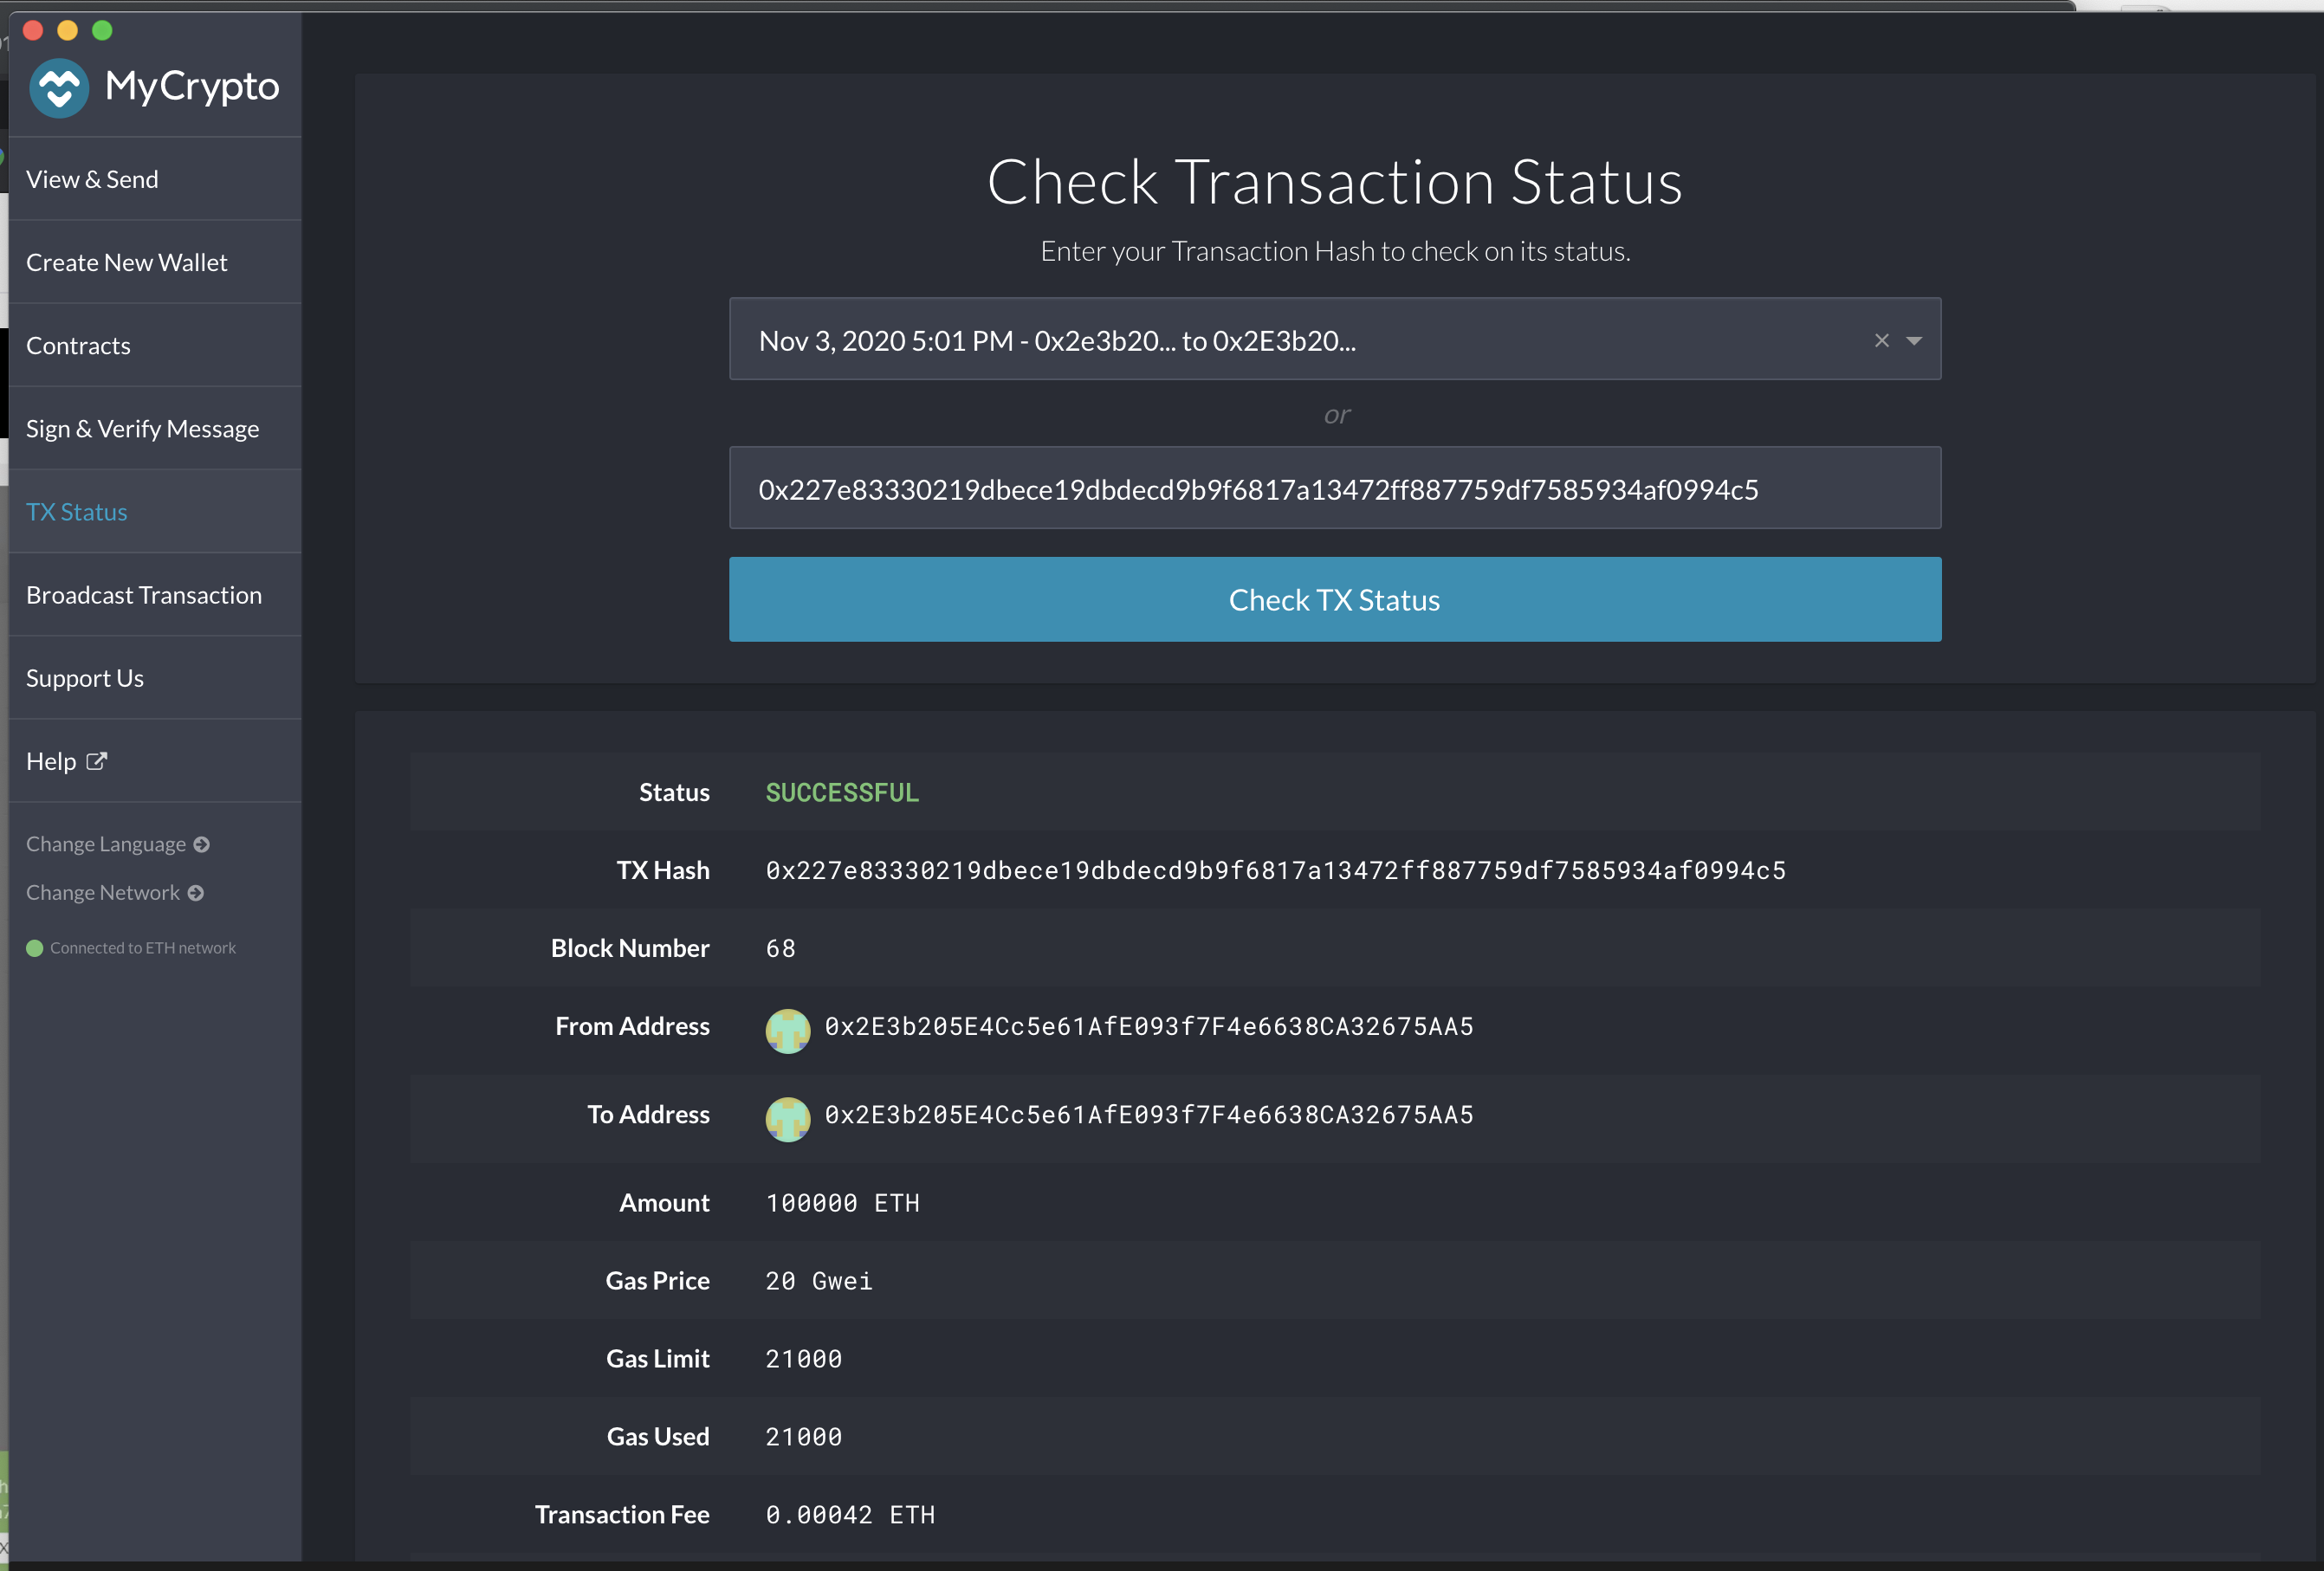 MyCrypto
View & Send
Create New Wallet
Contracts
Sign & Verify Message
TX Status
Broadcast Transaction
Support Us
Help
Change Language
Change Network
Connected to ETH network
Check Transaction Status
Enter your Transaction Hash to check on its status.
Nov 3, 2020 5:01 PM - 0x2e3b20... to 0x2E3b20...
or
0x227e83330219dbece19dbdecd9b9f6817a13472ff887759df7585934af0994c5
Check TX Status
Status SUCCESSFUL
TX Hash 0x227e83330219dbece19dbdecd9b9f6817a13472ff887759df7585934af0994c5
Block Number 68
From Address 0x2E3b205E4Cc5e61AfE093f7F4e6638CA32675AA5
To Address 0x2E3b205E4Cc5e61AfE093f7F4e6638CA32675AA5
Amount 100000 ETH
Gas Price 20 Gwei
Gas Limit 21000
Gas Used 21000
Transaction Fee 0.00042 ETH